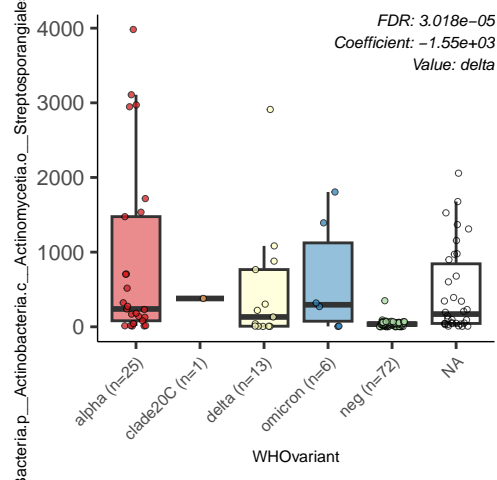 FDR: 3.018e−05
Coefficient: −1.55e+03
Value: delta
Bacteria.p__Actinobacteria.c__Actinomycetia.o__Streptosporangiales
4000
3000
2000
1000
0
alpha (n=25)
clade20C (n=1)
delta (n=13)
omicron (n=6)
neg (n=72)
NA
WHOvariant